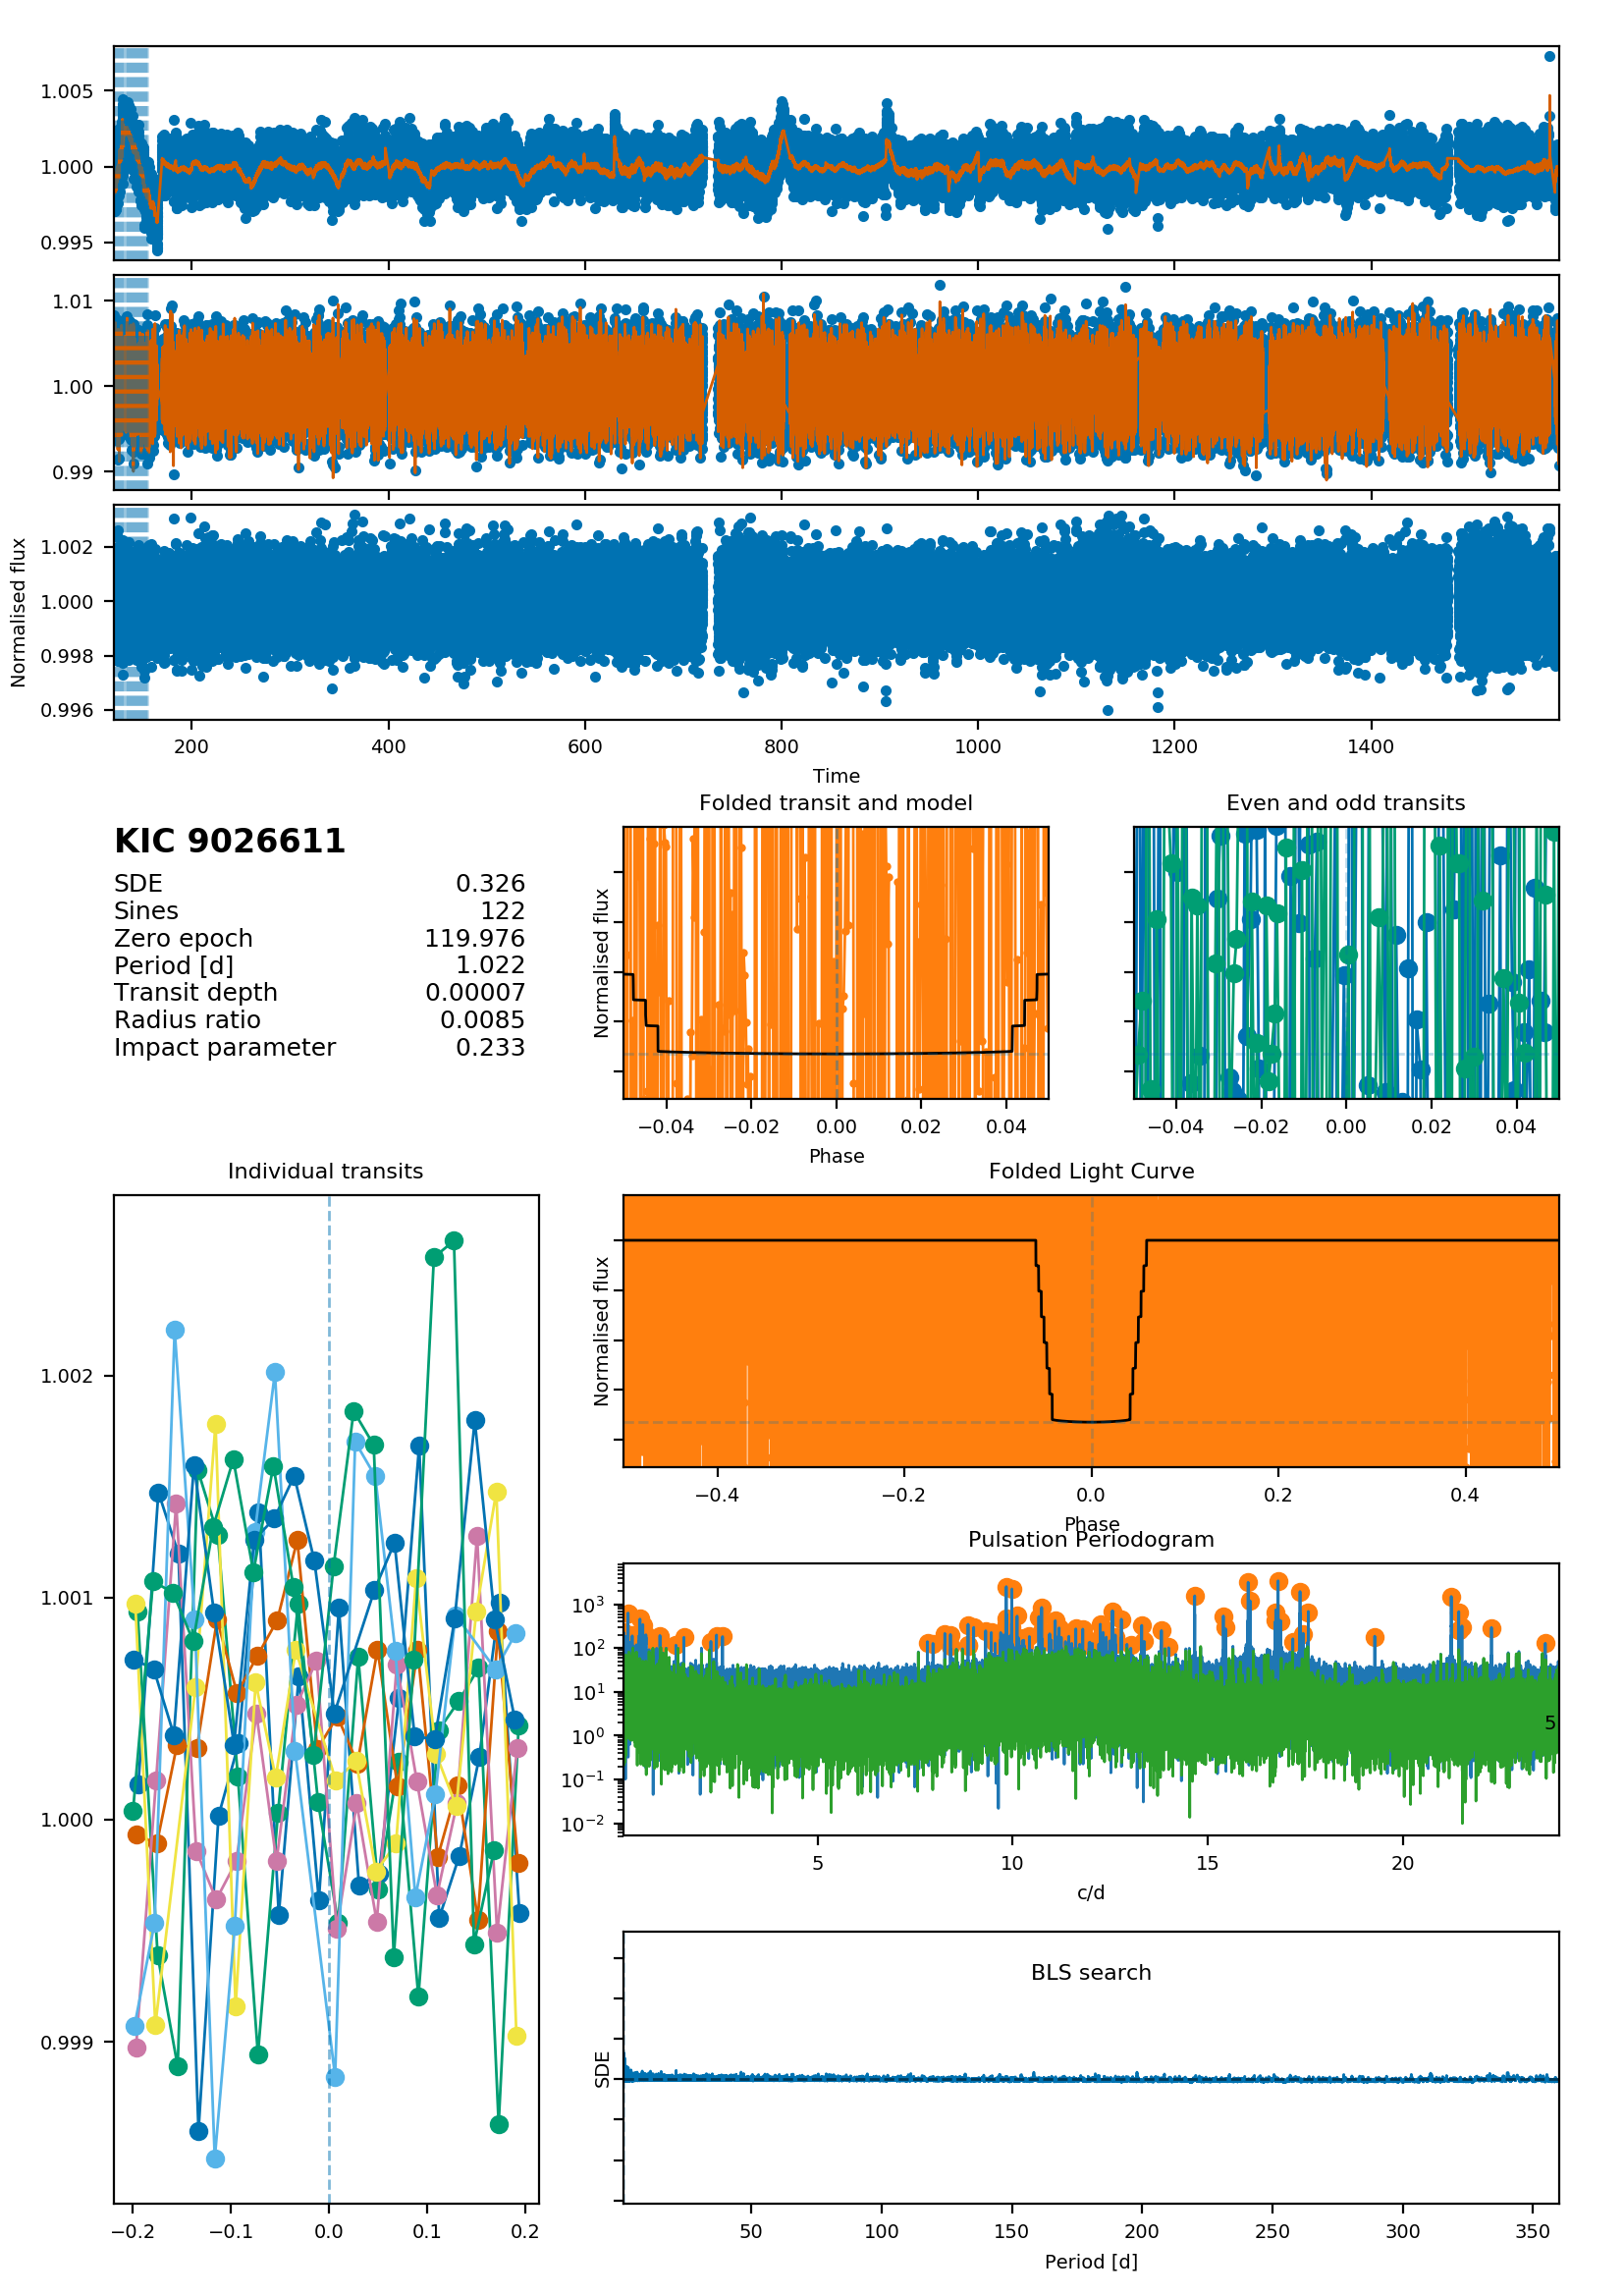 1.005
1.000
0.995
1.01
1.00
0.99
1.002
1.000
0.998
0.996
Normalised flux
200 400 600 800 1000 1200 1400
Time
KIC 9026611
SDE 0.326
Sines 122
Zero epoch 119.976
Period [d] 1.022
Transit depth 0.00007
Radius ratio 0.0085
Impact parameter 0.233
Folded transit and model
Normalised flux
−0.04 −0.02 0.00 0.02 0.04
Phase
Even and odd transits
−0.04 −0.02 0.00 0.02 0.04
Individual transits
1.002
1.001
1.000
0.999
−0.2 −0.1 0.0 0.1 0.2
Folded Light Curve
Normalised flux
−0.4 −0.2 0.0 0.2 0.4
Phase
Pulsation Periodogram
10³
10²
10¹
10⁰
10⁻¹
10⁻²
5
5 10 15 20
c/d
BLS search
SDE
50 100 150 200 250 300 350
Period [d]